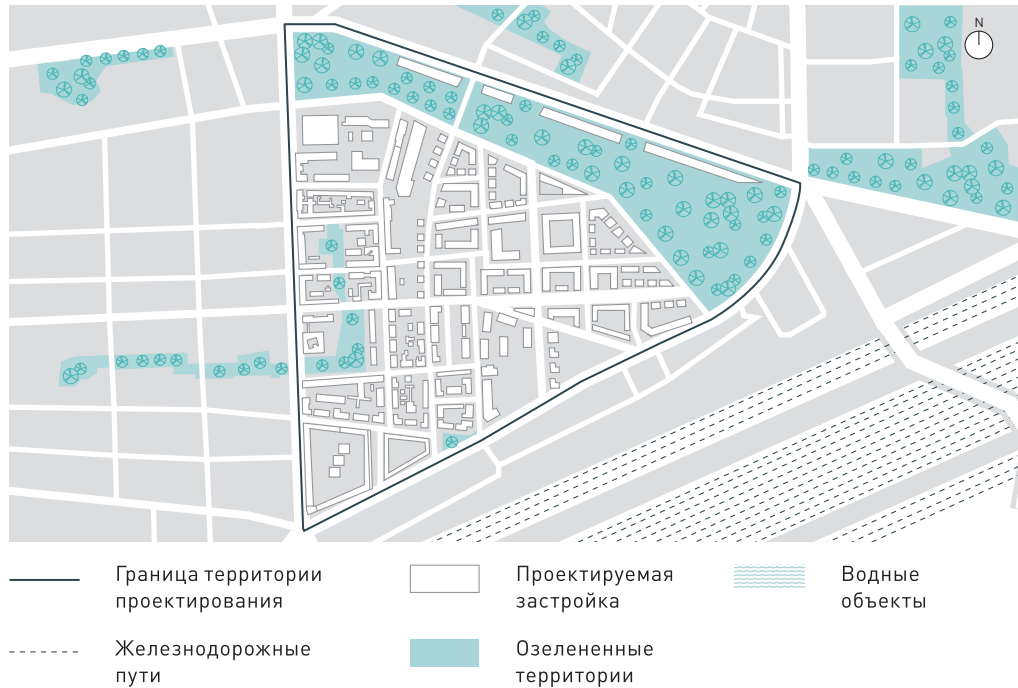 N
Граница территории
проектирования
Проектируемая
застройка
Водные
объекты
Железнодорожные
пути
Озелененные
территории